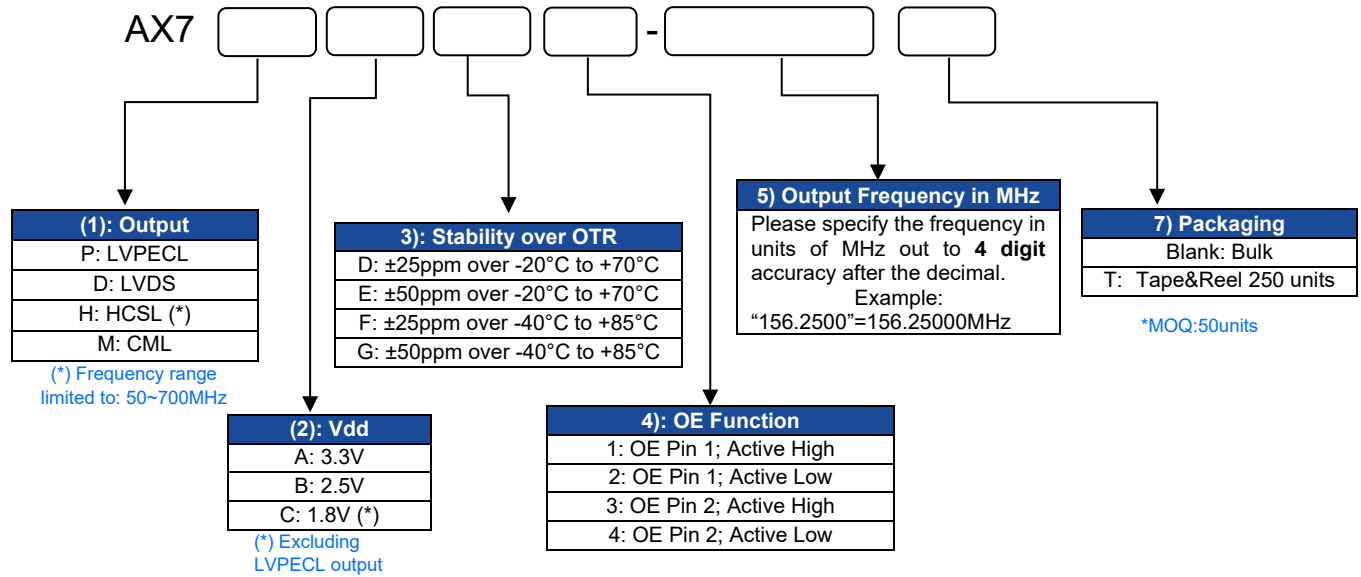 AX7 -
(1): Output
P: LVPECL
D: LVDS
H: HCSL (*)
M: CML
(*) Frequency range
limited to: 50~700MHz
(2): Vdd
A: 3.3V
B: 2.5V
C: 1.8V (*)
(*) Excluding
LVPECL output
3): Stability over OTR
D: ±25ppm over -20°C to +70°C
E: ±50ppm over -20°C to +70°C
F: ±25ppm over -40°C to +85°C
G: ±50ppm over -40°C to +85°C
4): OE Function
1: OE Pin 1; Active High
2: OE Pin 1; Active Low
3: OE Pin 2; Active High
4: OE Pin 2; Active Low
5) Output Frequency in MHz
Please specify the frequency in
units of MHz out to 4 digit
accuracy after the decimal.
Example:
“156.2500”=156.25000MHz
7) Packaging
Blank: Bulk
T: Tape&Reel 250 units
*MOQ:50units